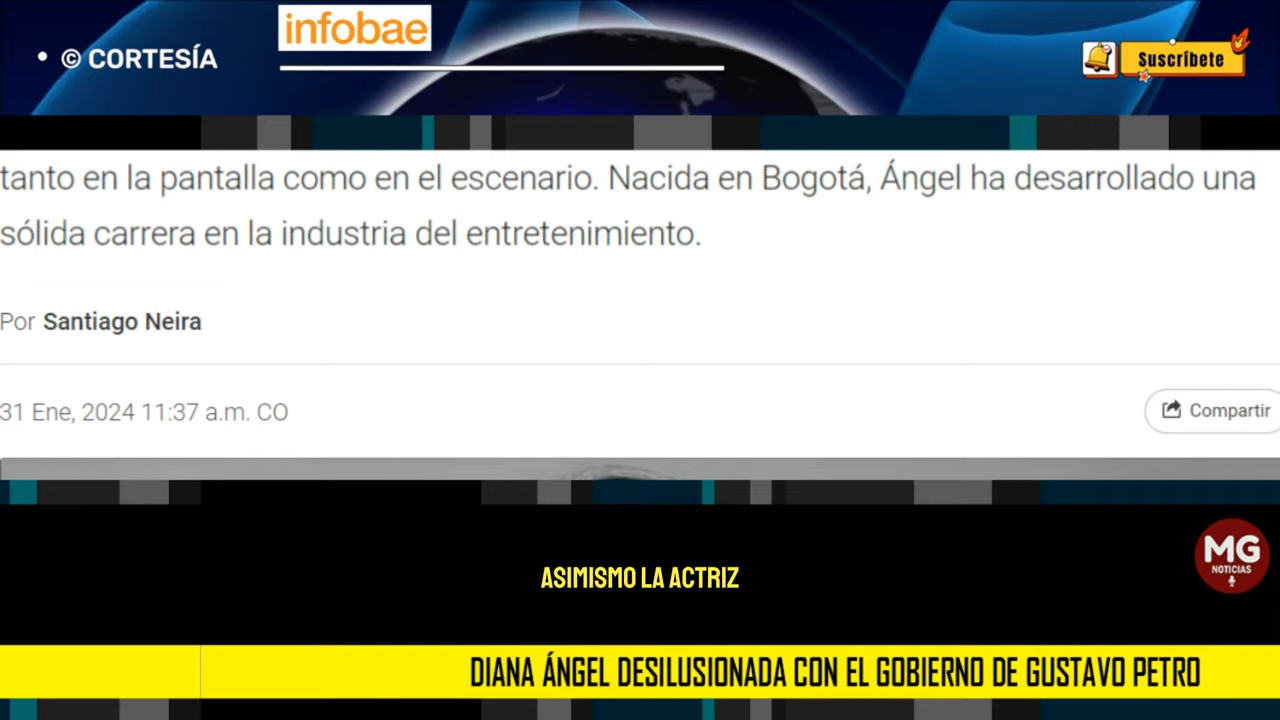 infobae
• © CORTESÍA
Suscríbete
tanto en la pantalla como en el escenario. Nacida en Bogotá, Ángel ha desarrollado una
sólida carrera en la industria del entretenimiento.
Por Santiago Neira
31 Ene, 2024 11:37 a.m. CO
Compartir
MG
NOTICIAS
ASIMISMO LA ACTRIZ
DIANA ÁNGEL DESILUSIONADA CON EL GOBIERNO DE GUSTAVO PETRO